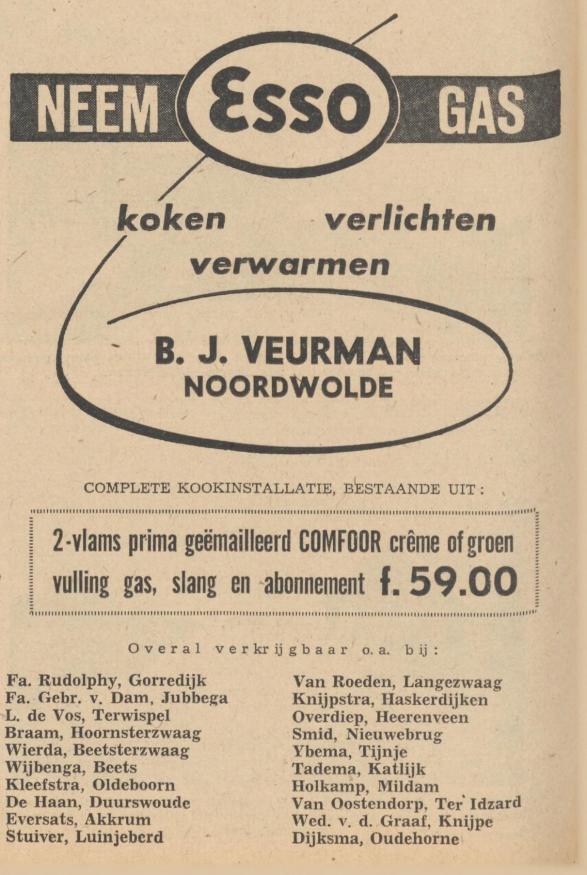 NEEM Esso GAS
koken verlichten
verwarmen
B. J. VEURMAN
NOORDWOLDE
COMPLETE KOOKINSTALLATIE, BESTAANDE UIT:
2-vlams prima geëmailleerd COMFOOR crême of groen
vulling gas, slang en abonnement f. 59.00
Overal verkrijgbaar o.a. bij:
Fa. Rudolphy, Gorredijk
Fa. Gebr. v. Dam, Jubbega
L. de Vos, Terwispel
Braam, Hoornsterzwaag
Wierda, Beetsterzwaag
Wijbenga, Beets
Kleefstra, Oldeboorn
De Haan, Duurswoude
Eversats, Akkrum
Stuiver, Luinjeberd
Van Roeden, Langezwaag
Knijpstra, Haskerdijken
Overdiep, Heerenveen
Smid, Nieuwebrug
Ybema, Tijnje
Tadema, Katlijk
Holkamp, Mildam
Van Oostendorp, Ter Idzard
Wed. v. d. Graaf, Knijpe
Dijksma, Oudehorne